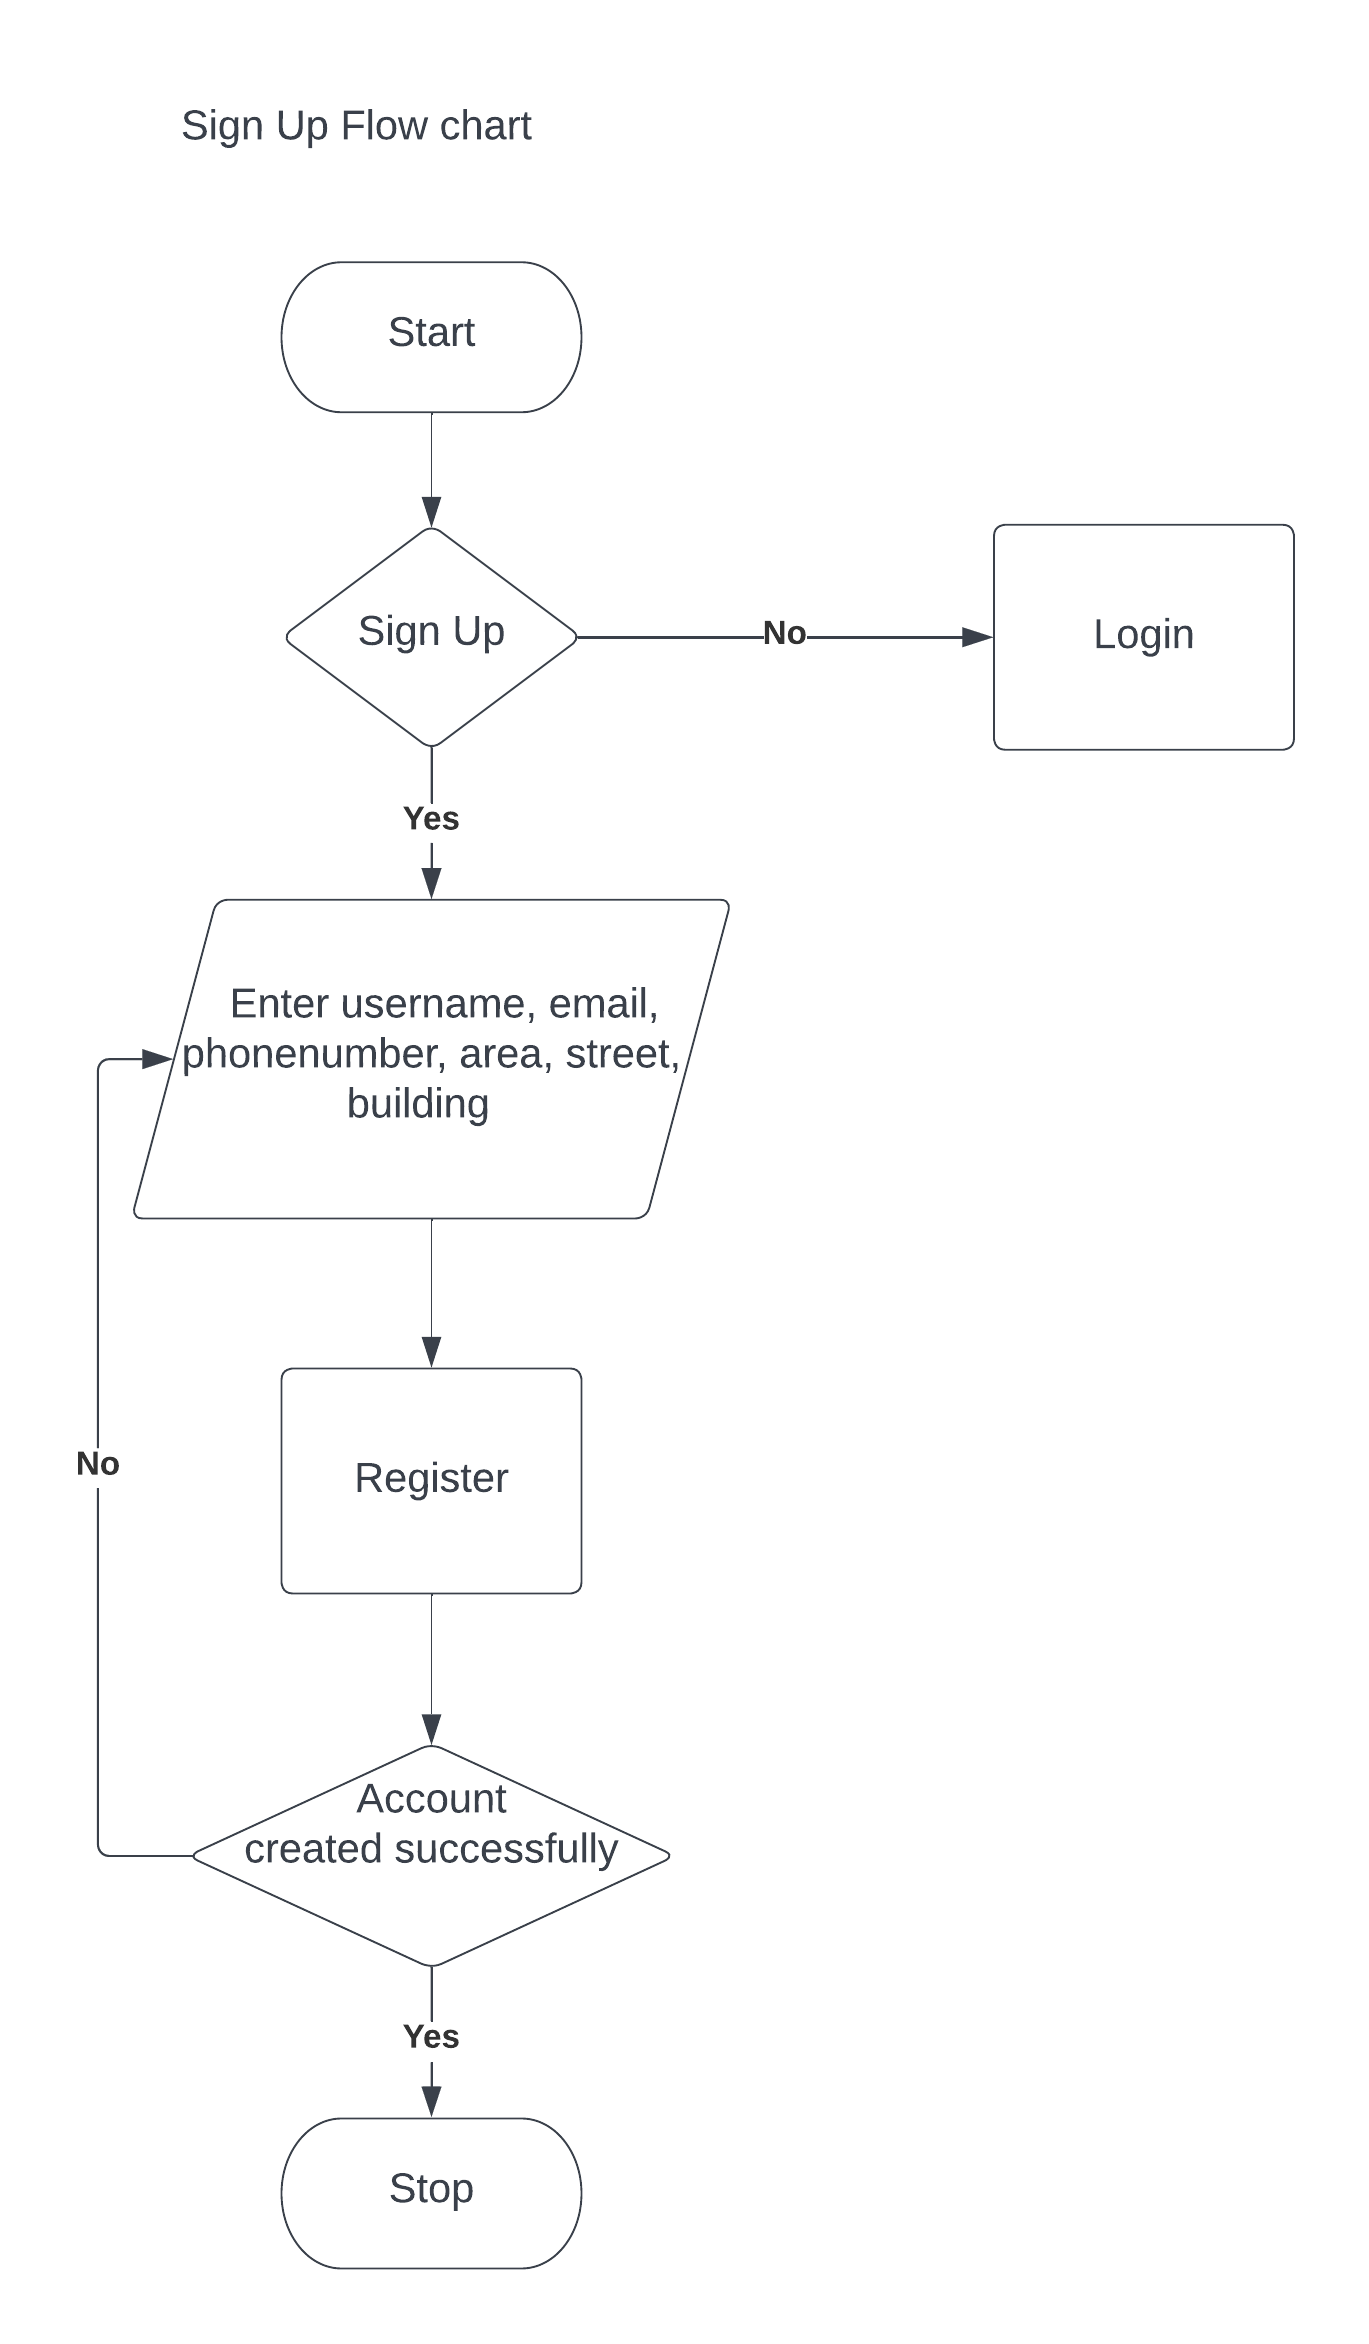 Sign Up Flow chart
Start
Sign Up
No
Login
Yes
Enter username, email,
phonenumber, area, street,
building
Register
No
Account
created successfully
Yes
Stop